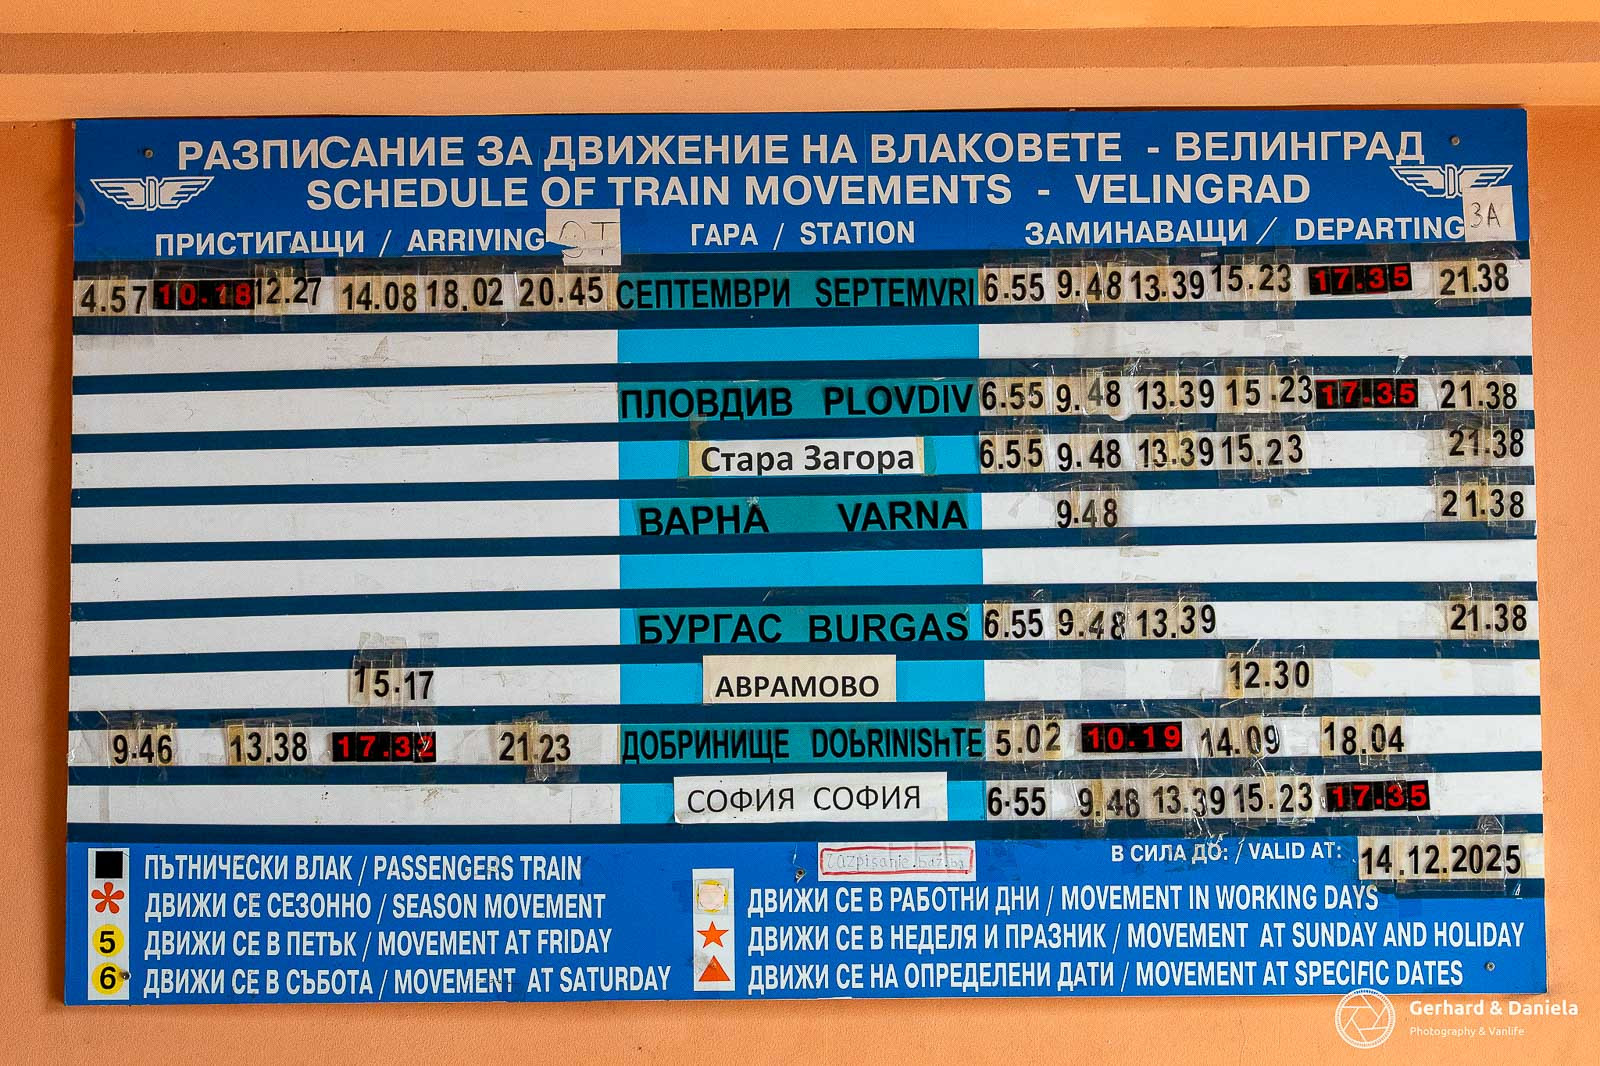 РАЗПИСАНИЕ ЗА ДВИЖЕНИЕ НА ВЛАКОВЕТЕ - ВЕЛИНГРАД
SCHEDULE OF TRAIN MOVEMENTS - VELINGRAD
ПРИСТИГАЩИ / ARRIVING ОТ ГАРА / STATION ЗАМИНАВАЩИ / DEPARTING ЗА
4.57 10.18 12.27 14.08 18.02 20.45 СЕПТЕМВРИ SEPTEMVRI 6.55 9.48 13.39 15.23 17.35 21.38
ПЛОВДИВ PLOVDIV 6.55 9.48 13.39 15.23 17.35 21.38
Стара Загора 6.55 9.48 13.39 15.23 21.38
ВАРНА VARNA 9.48 21.38
БУРГАС BURGAS 6.55 9.48 13.39 21.38
15.17 АВРАМОВО 12.30
9.46 13.38 17.32 21.23 ДОБРИНИЩЕ DOBRINISHTE 5.02 10.19 14.09 18.04
СОФИЯ СОФИЯ 6.55 9.48 13.39 15.23 17.35
razpisanie.bdz.bg В СИЛА ДО: / VALID AT: 14.12.2025
ПЪТНИЧЕСКИ ВЛАК / PASSENGERS TRAIN
ДВИЖИ СЕ СЕЗОННО / SEASON MOVEMENT
5 ДВИЖИ СЕ В ПЕТЪК / MOVEMENT AT FRIDAY
6 ДВИЖИ СЕ В СЪБОТА / MOVEMENT AT SATURDAY
ДВИЖИ СЕ В РАБОТНИ ДНИ / MOVEMENT IN WORKING DAYS
ДВИЖИ СЕ В НЕДЕЛЯ И ПРАЗНИК / MOVEMENT AT SUNDAY AND HOLIDAY
ДВИЖИ СЕ НА ОПРЕДЕЛЕНИ ДАТИ / MOVEMENT AT SPECIFIC DATES
Gerhard & Daniela
Photography & Vanlife